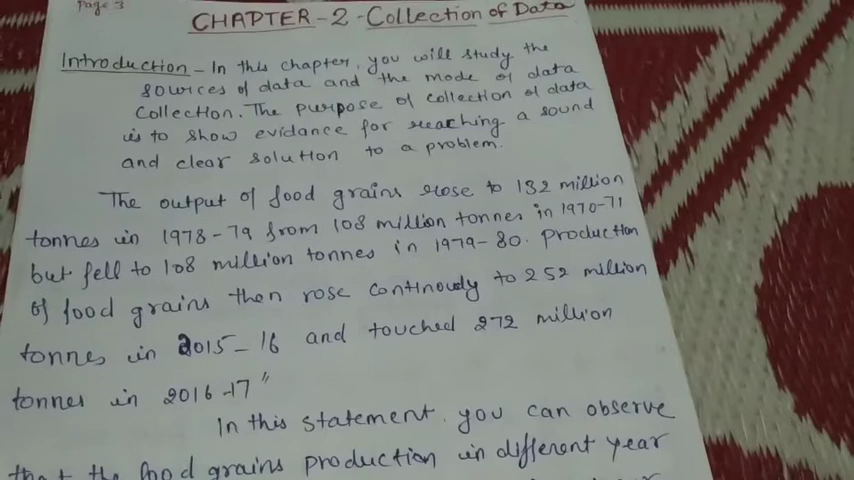 Page 3
CHAPTER - 2 - Collection of Data
Introduction - In this chapter, you will study the
sources of data and the mode of data
Collection. The purpose of collection of data
is to show evidence for reaching a sound
and clear solution to a problem.
The output of food grains rose to 132 million
tonnes in 1978-79 from 108 million tonnes in 1970-71
but fell to 108 million tonnes in 1979-80. Production
of food grains then rose continously to 252 million
tonnes in 2015-16 and touched 272 million
tonnes in 2016-17"
In this statement, you can observe
that the food grains production in different year